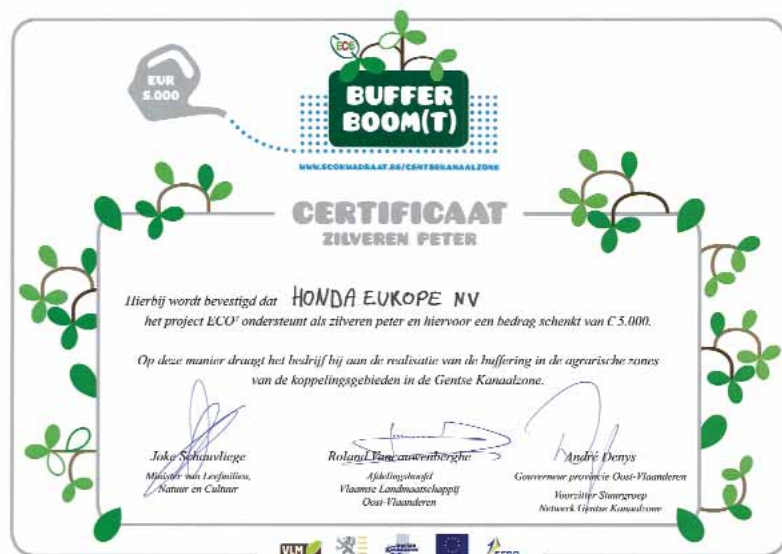 EUR
5.000
ECO
BUFFER
BOOM(T)
WWW.ECOKWADRAAT.BE/GENTSEKANAALZONE
CERTIFICAAT
ZILVEREN PETER
Hierbij wordt bevestigd dat HONDA EUROPE NV
het project ECO² ondersteunt als zilveren peter en hiervoor een bedrag schenkt van € 5.000.
Op deze manier draagt het bedrijf bij aan de realisatie van de buffering in de agrarische zones
van de koppelingsgebieden in de Gentse Kanaalzone.
Joke Schauvliege
Minister van Leefmilieu,
Natuur en Cultuur
Roland Vancauwenberghe
Afdelingshoofd
Vlaamse Landmaatschappij
Oost-Vlaanderen
André Denys
Gouverneur provincie Oost-Vlaanderen
Voorzitter Stuurgroep
Netwerk Gentse Kanaalzone
VLM